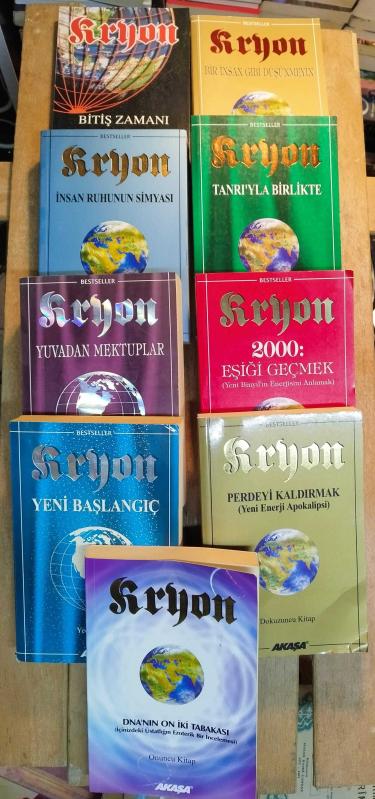 Kryon
BİTİŞ ZAMANI
BESTSELLER
Kryon
BİR İNSAN GİBİ DÜŞÜNMEYİN
BESTSELLER
Kryon
İNSAN RUHUNUN SİMYASI
BESTSELLER
Kryon
TANRI'YLA BİRLİKTE
BESTSELLER
Kryon
YUVADAN MEKTUPLAR
BESTSELLER
Kryon
2000:
EŞİĞİ GEÇMEK
(Yeni Binyıl'ın Enerjisini Anlamak)
BESTSELLER
Kryon
YENİ BAŞLANGIÇ
AKAŞA
BESTSELLER
Kryon
PERDEYİ KALDIRMAK
(Yeni Enerji Apokalipsi)
Dokuzuncu Kitap
AKAŞA
Kryon
DNA'NIN ON İKİ TABAKASI
(İçinizdeki Ustalığın Ezoterik Bir İncelemesi)
Onuncu Kitap
AKAŞA